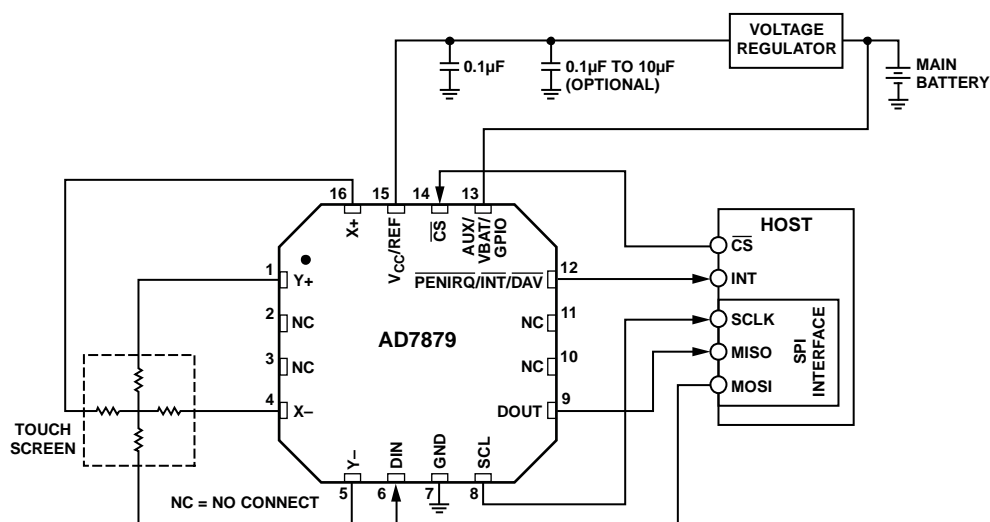 VOLTAGE
REGULATOR
0.1µF
0.1µF TO 10µF
(OPTIONAL)
MAIN
BATTERY
16
15
14
13
X+
VCC/REF
CS
AUX/
VBAT/
GPIO
HOST
CS
INT
SCLK
MISO
MOSI
SPI
INTERFACE
1
Y+
2
NC
3
NC
4
X–
AD7879
12
PENIRQ/INT/DAV
11
NC
10
NC
9
DOUT
TOUCH
SCREEN
Y–
DIN
GND
SCL
5
6
7
8
NC = NO CONNECT